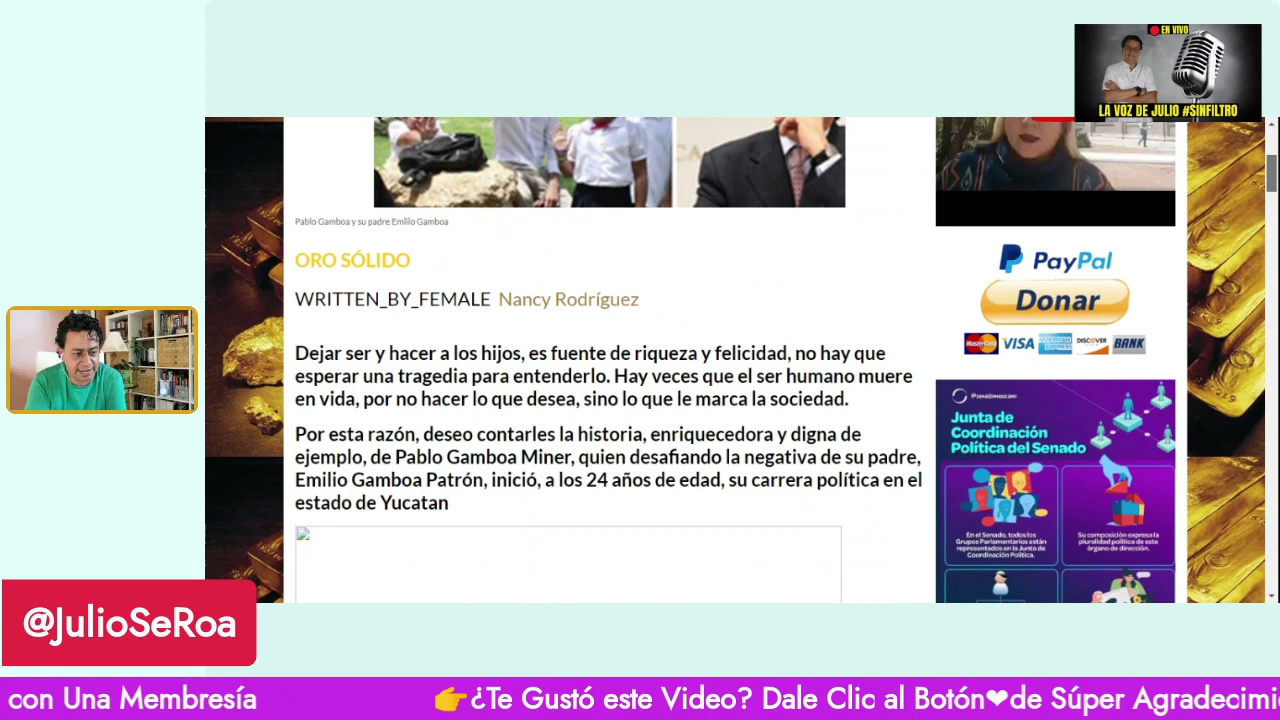 EN VIVO
LA VOZ DE JULIO #SINFILTRO
Pablo Gamboa y su padre Emilio Gamboa
ORO SÓLIDO
WRITTEN_BY_FEMALE Nancy Rodríguez
Dejar ser y hacer a los hijos, es fuente de riqueza y felicidad, no hay que
esperar una tragedia para entenderlo. Hay veces que el ser humano muere
en vida, por no hacer lo que desea, sino lo que le marca la sociedad.
Por esta razón, deseo contarles la historia, enriquecedora y digna de
ejemplo, de Pablo Gamboa Miner, quien desafiando la negativa de su padre,
Emilio Gamboa Patrón, inició, a los 24 años de edad, su carrera política en el
estado de Yucatan
PayPal
Donar
MasterCard VISA AMERICAN EXPRESS DISCOVER BANK
@senadomexicano
Junta de
Coordinación
Política del Senado
En el Senado, todos los
Grupos Parlamentarios están
representados en la Junta de
Coordinación Política.
Su composición expresa la
pluralidad política de este
órgano de dirección.
@JulioSeRoa
con Una Membresía
👉¿Te Gustó este Video? Dale Clic al Botón❤de Súper Agradecimi